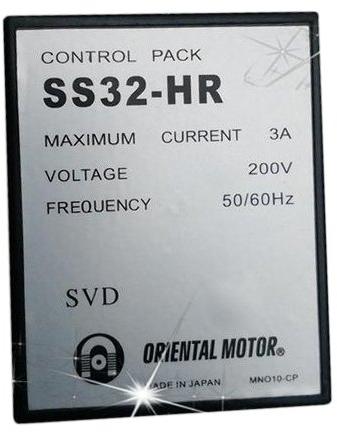 CONTROL PACK
SS32-HR
MAXIMUM CURRENT 3A
VOLTAGE 200V
FREQUENCY 50/60Hz
SVD
ORIENTAL MOTOR®
MADE IN JAPAN MNO10-CP